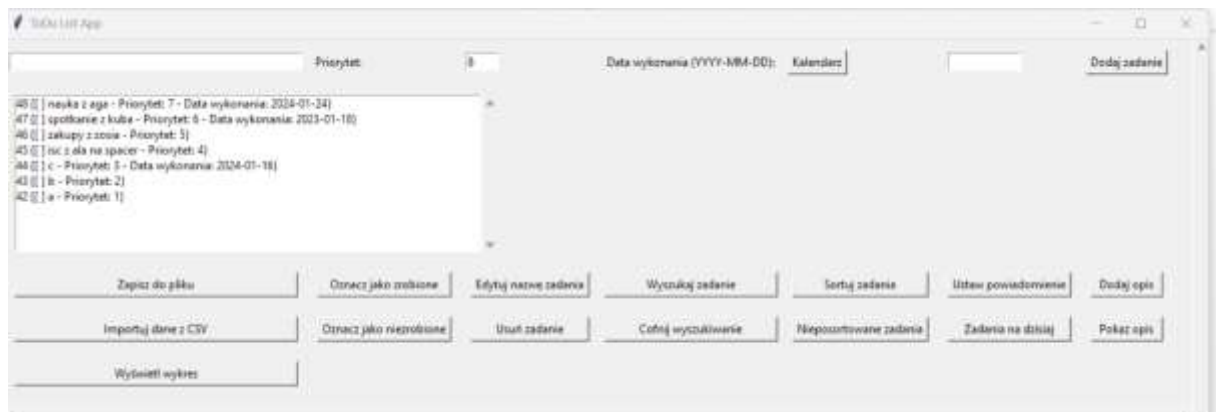 ToDo List App
Priorytet: 0 Data wykonania (YYYY-MM-DD): Kalendarz Dodaj zadanie
48 {[ ] nauka z aga - Priorytet: 7 - Data wykonania: 2024-01-24}
47 {[ ] spotkanie z kuba - Priorytet: 6 - Data wykonania: 2023-01-18}
46 {[ ] zakupy z zosia - Priorytet: 5}
45 {[ ] isc z ala na spacer - Priorytet: 4}
44 {[ ] c - Priorytet: 3 - Data wykonania: 2024-01-16}
43 {[ ] b - Priorytet: 2}
42 {[ ] a - Priorytet: 1}
Zapisz do pliku Oznacz jako zrobione Edytuj nazwę zadania Wyszukaj zadanie Sortuj zadania Ustaw powiadomienie Dodaj opis
Importuj dane z CSV Oznacz jako niezrobione Usuń zadanie Cofnij wyszukiwanie Nieposortowane zadania Zadania na dzisiaj Pokaż opis
Wyświetl wykres